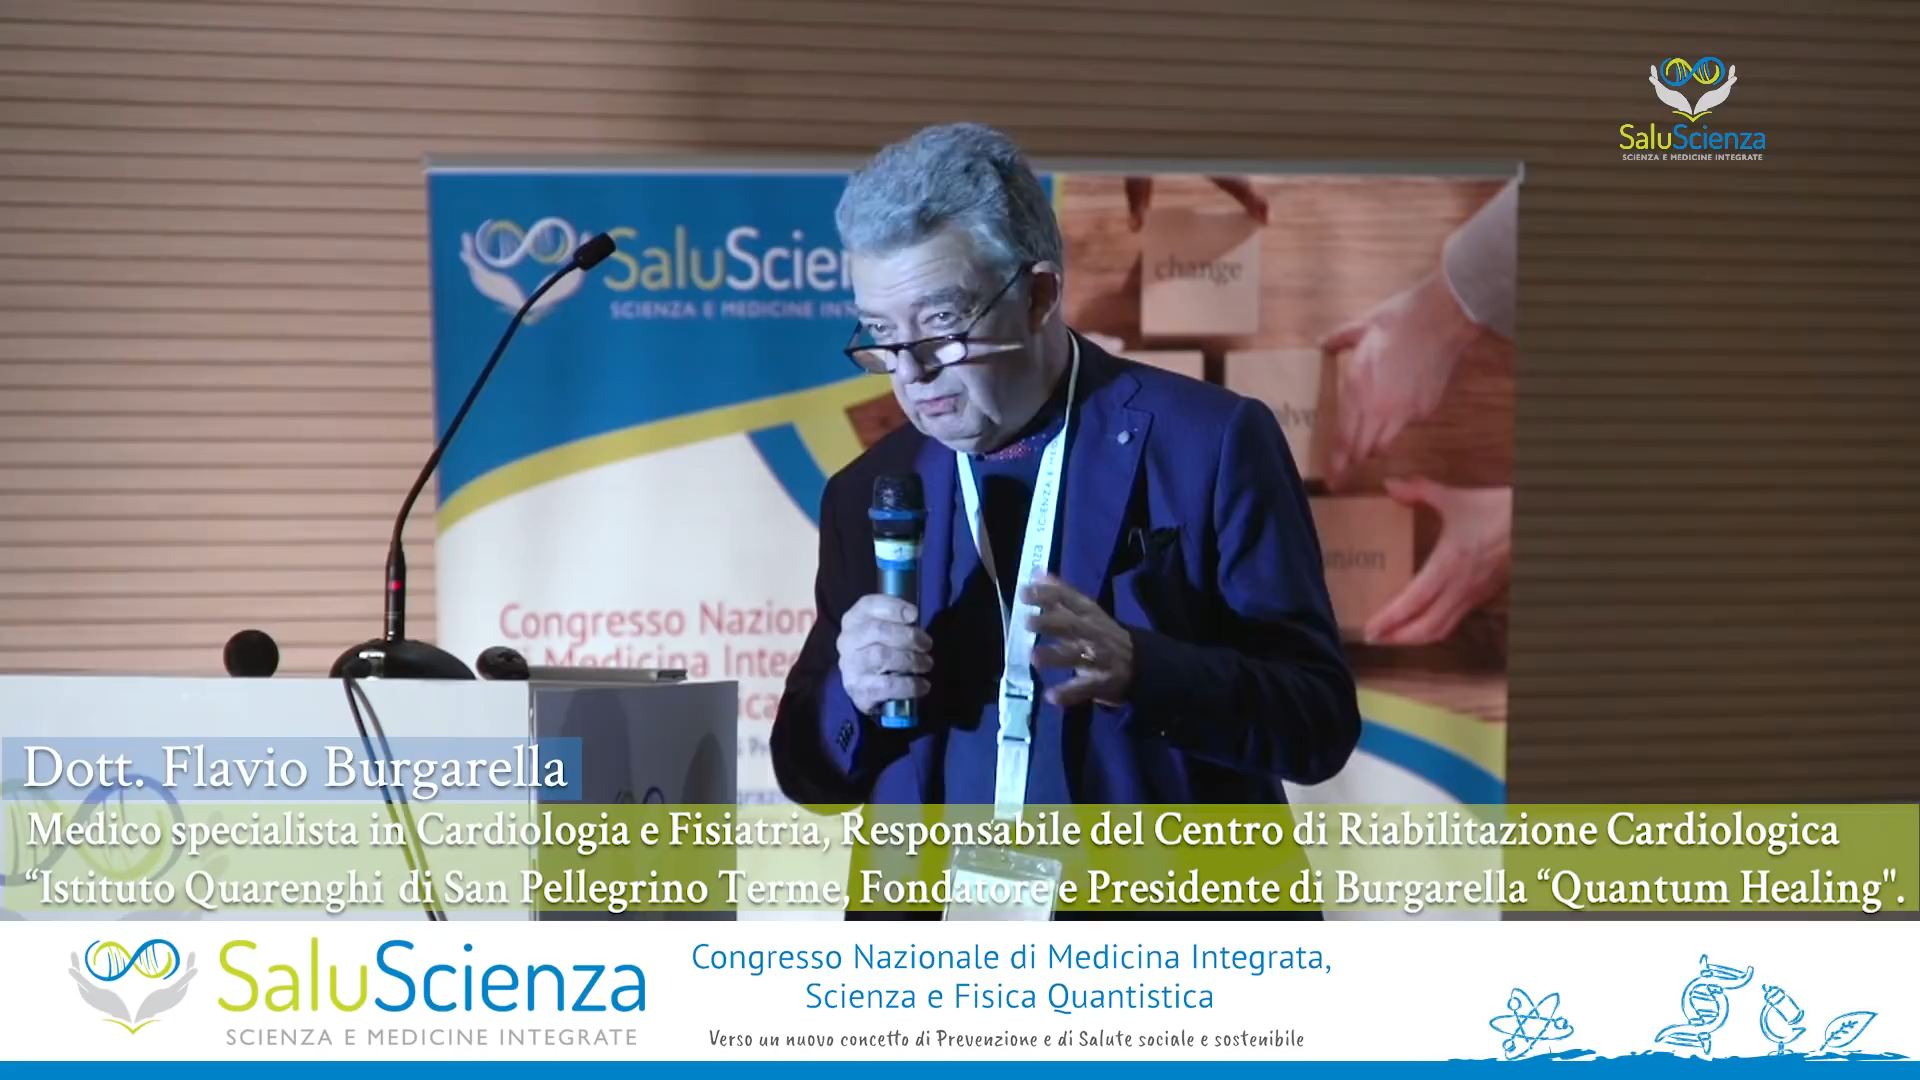 SaluScienza
SCIENZA E MEDICINE INTEGRATE
SaluScien
SCIENZA E MEDICINE INT
change
Congresso Nazion
Medicina Inte
Dott. Flavio Burgarella
Medico specialista in Cardiologia e Fisiatria, Responsabile del Centro di Riabilitazione Cardiologica
“Istituto Quarenghi di San Pellegrino Terme, Fondatore e Presidente di Burgarella “Quantum Healing".
SaluScienza
SCIENZA E MEDICINE INTEGRATE
Congresso Nazionale di Medicina Integrata,
Scienza e Fisica Quantistica
Verso un nuovo concetto di Prevenzione e di Salute sociale e sostenibile